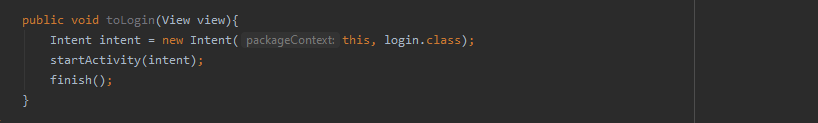 public void toLogin(View view){
Intent intent = new Intent( packageContext: this, login.class);
startActivity(intent);
finish();
}